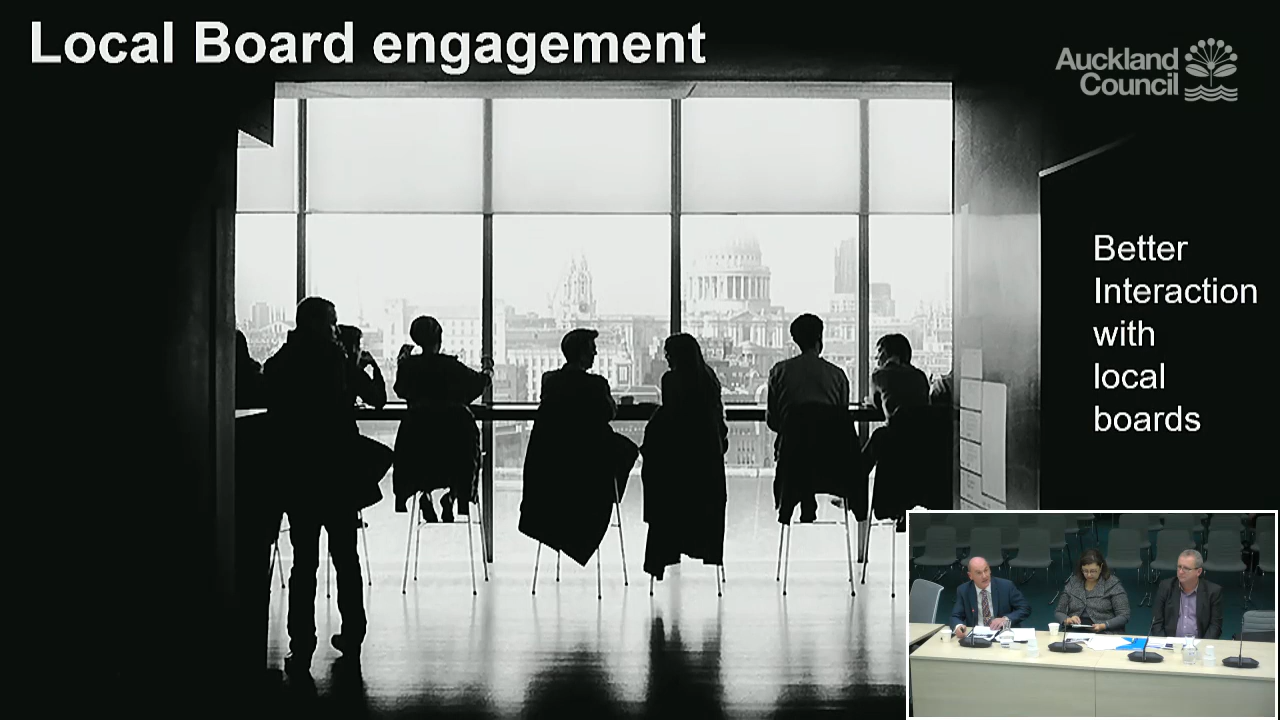 Local Board engagement
Auckland
Council
Better
Interaction
with
local
boards